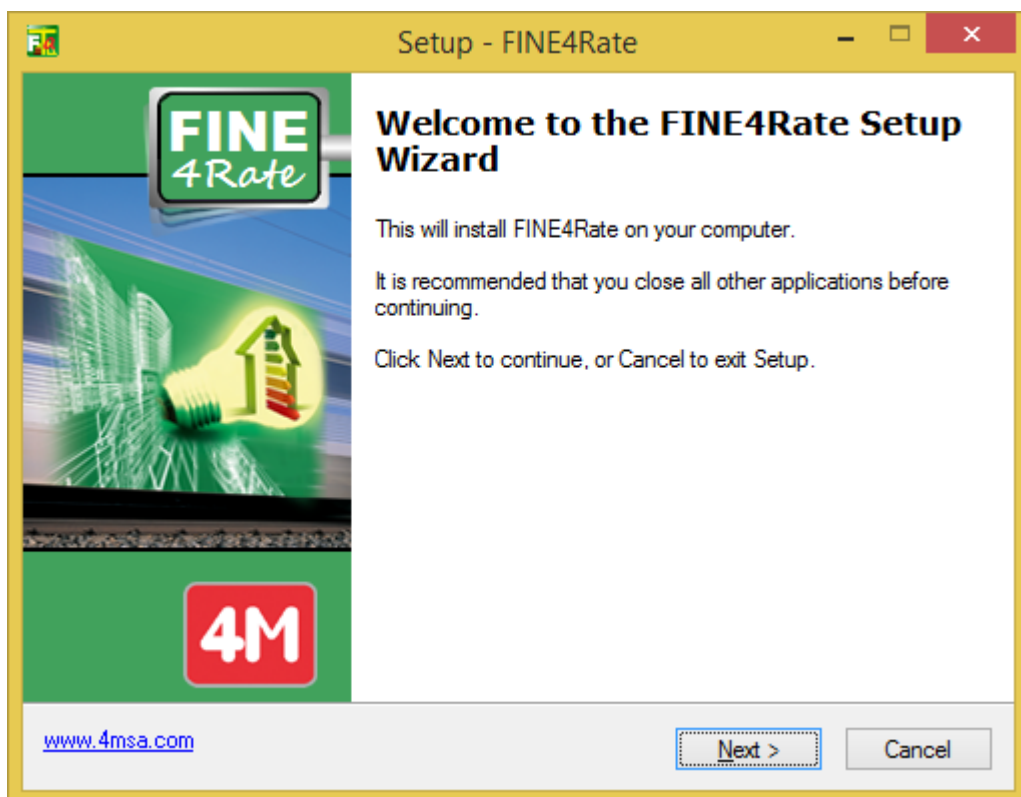 Setup - FINE4Rate
FINE
4Rate
Welcome to the FINE4Rate Setup
Wizard
This will install FINE4Rate on your computer.
It is recommended that you close all other applications before
continuing.
Click Next to continue, or Cancel to exit Setup.
4M
www.4msa.com
Next >
Cancel